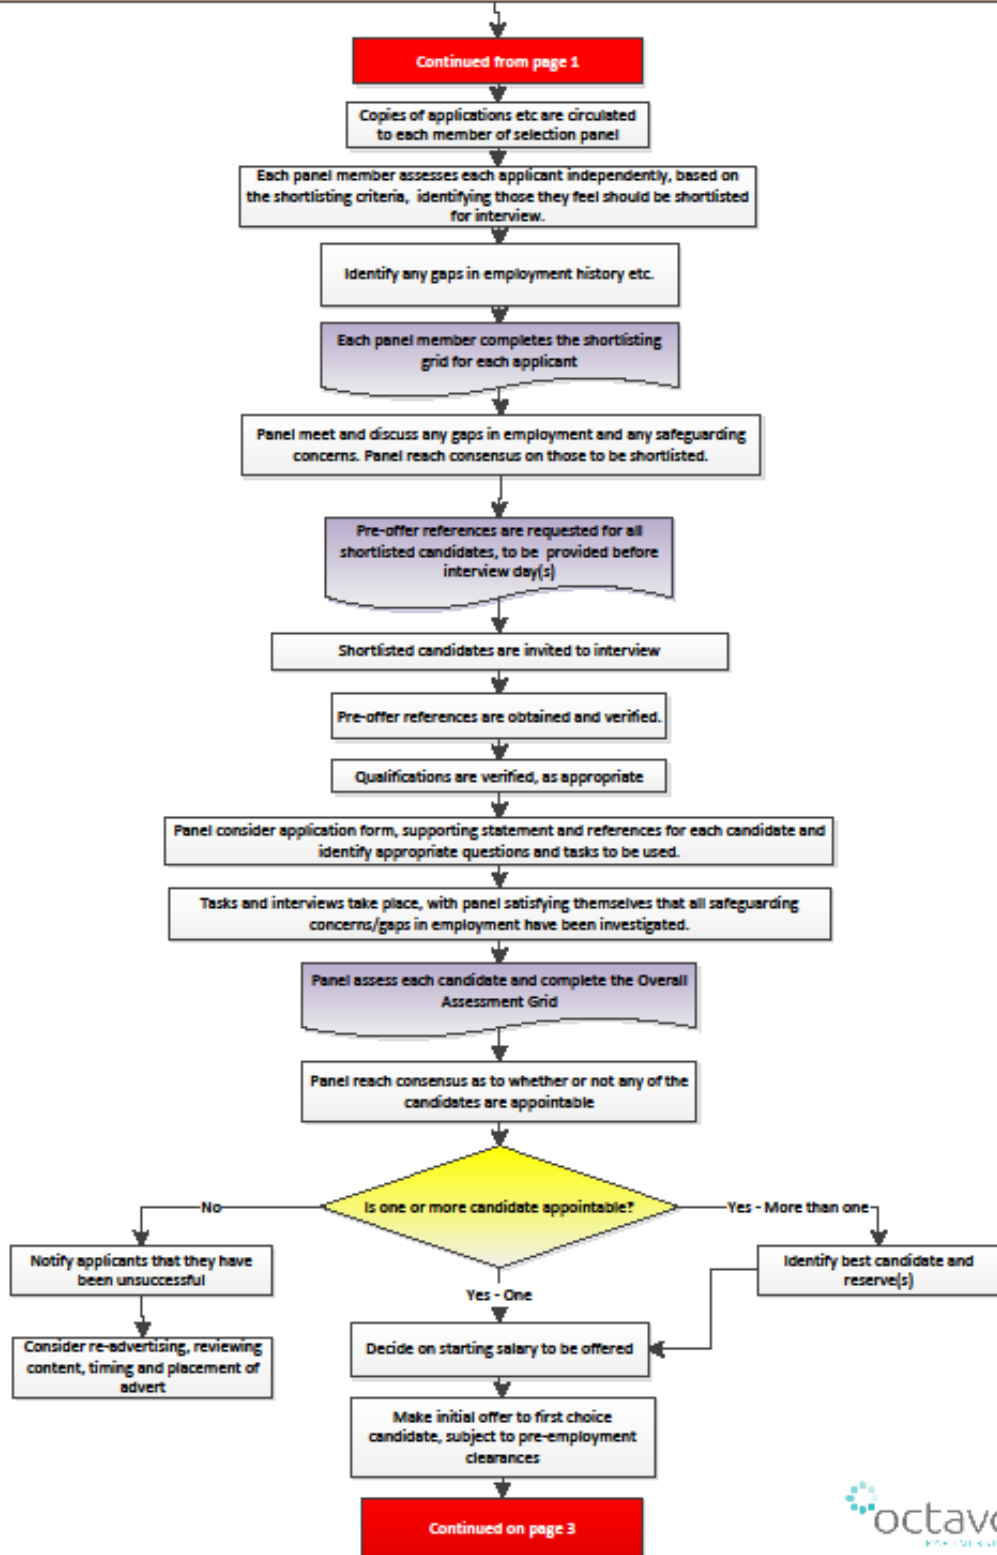 Continued from page 1
Copies of applications etc are circulated
to each member of selection panel
Each panel member assesses each applicant independently, based on
the shortlisting criteria, identifying those they feel should be shortlisted
for interview.
Identify any gaps in employment history etc.
Each panel member completes the shortlisting
grid for each applicant
Panel meet and discuss any gaps in employment and any safeguarding
concerns. Panel reach consensus on those to be shortlisted.
Pre-offer references are requested for all
shortlisted candidates, to be provided before
interview day(s)
Shortlisted candidates are invited to interview
Pre-offer references are obtained and verified.
Qualifications are verified, as appropriate
Panel consider application form, supporting statement and references for each candidate and
identify appropriate questions and tasks to be used.
Tasks and interviews take place, with panel satisfying themselves that all safeguarding
concerns/gaps in employment have been investigated.
Panel assess each candidate and complete the Overall
Assessment Grid
Panel reach consensus as to whether or not any of the
candidates are appointable
Is one or more candidate appointable?
No
Yes - More than one
Notify applicants that they have
been unsuccessful
Identify best candidate and
reserve(s)
Yes - One
Consider re-advertising, reviewing
content, timing and placement of
advert
Decide on starting salary to be offered
Make initial offer to first choice
candidate, subject to pre-employment
clearances
Continued on page 3
octavo